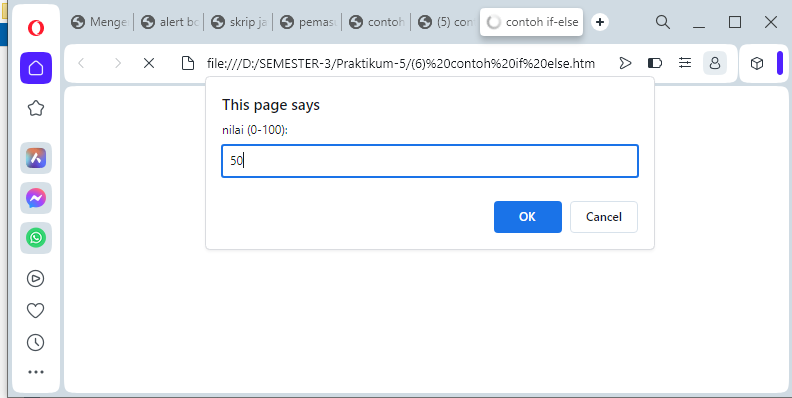 Menge
alert bo
skrip ja
pemas
contoh
(5) con
contoh if-else
file:///D:/SEMESTER-3/Praktikum-5/(6)%20contoh%20if%20else.htm
This page says
nilai (0-100):
50
OK
Cancel